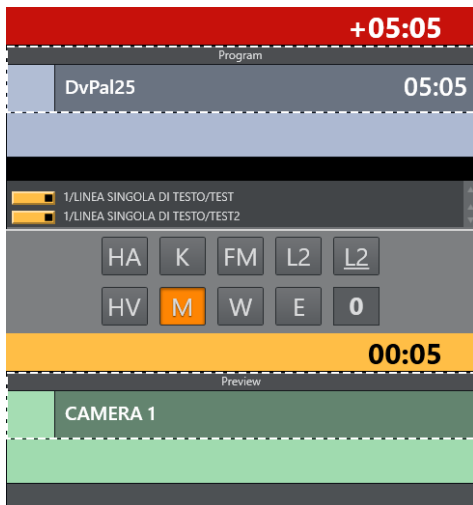 +05:05
Program
DvPal25 05:05
1/LINEA SINGOLA DI TESTO/TEST
1/LINEA SINGOLA DI TESTO/TEST2
HA K FM L2 L2
HV M W E 0
00:05
Preview
CAMERA 1